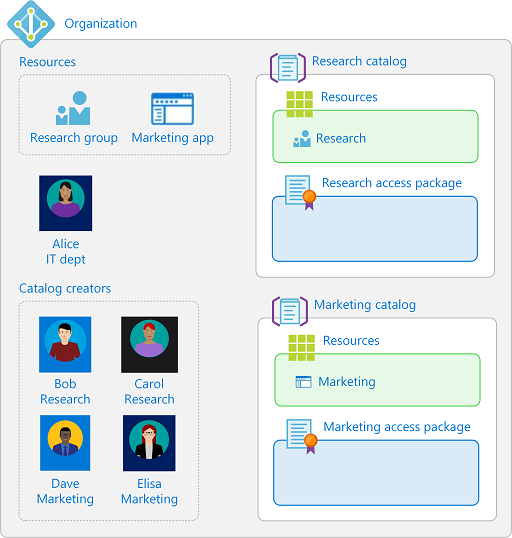 Organization
Resources
Research group
Marketing app
Alice
IT dept
Catalog creators
Bob
Research
Carol
Research
Dave
Marketing
Elisa
Marketing
Research catalog
Resources
Research
Research access package
Marketing catalog
Resources
Marketing
Marketing access package